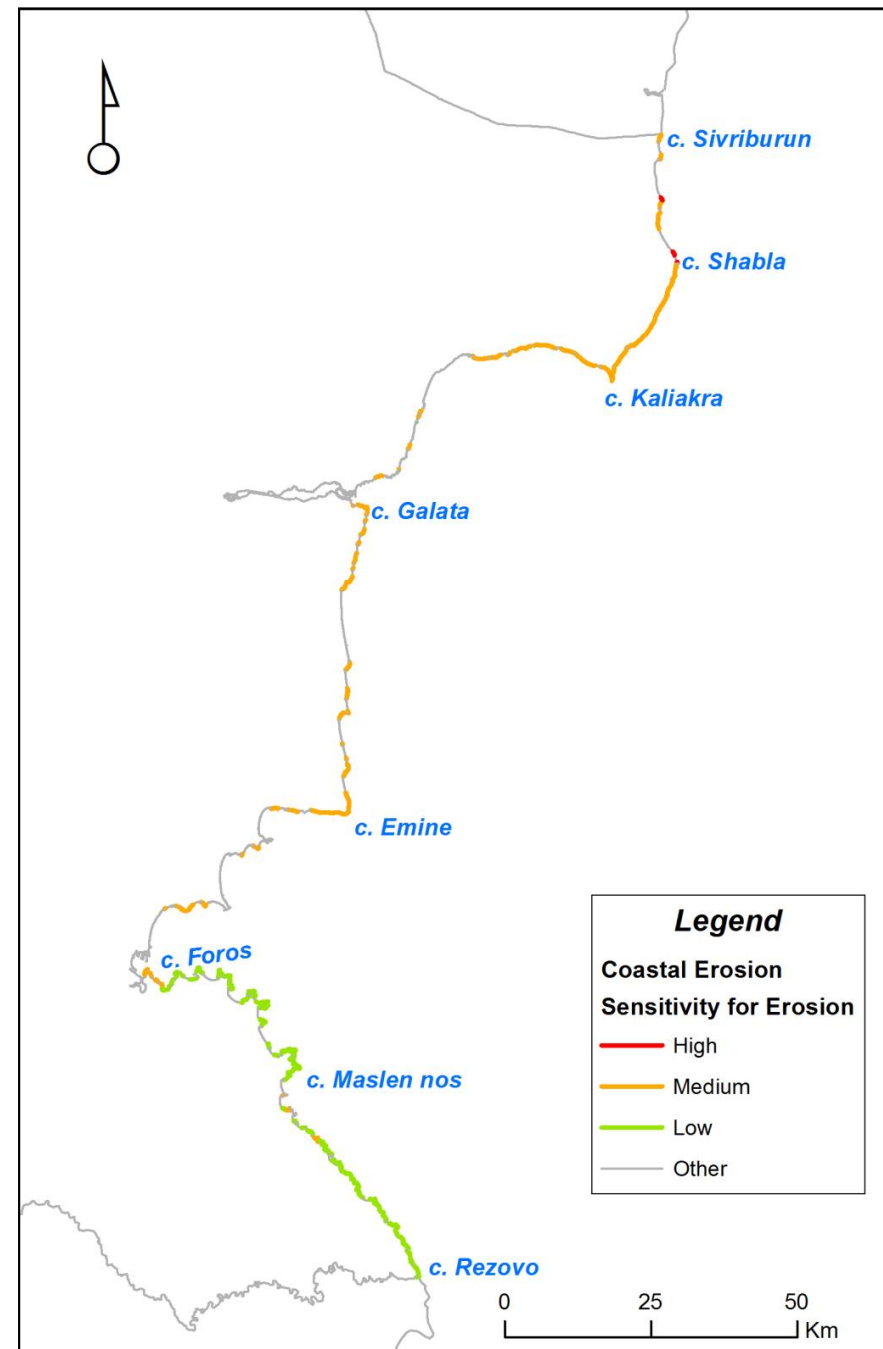 c. Sivriburun
c. Shabla
c. Kaliakra
c. Galata
c. Emine
c. Foros
c. Maslen nos
c. Rezovo
Legend
Coastal Erosion
Sensitivity for Erosion
High
Medium
Low
Other
0 25 50
Km